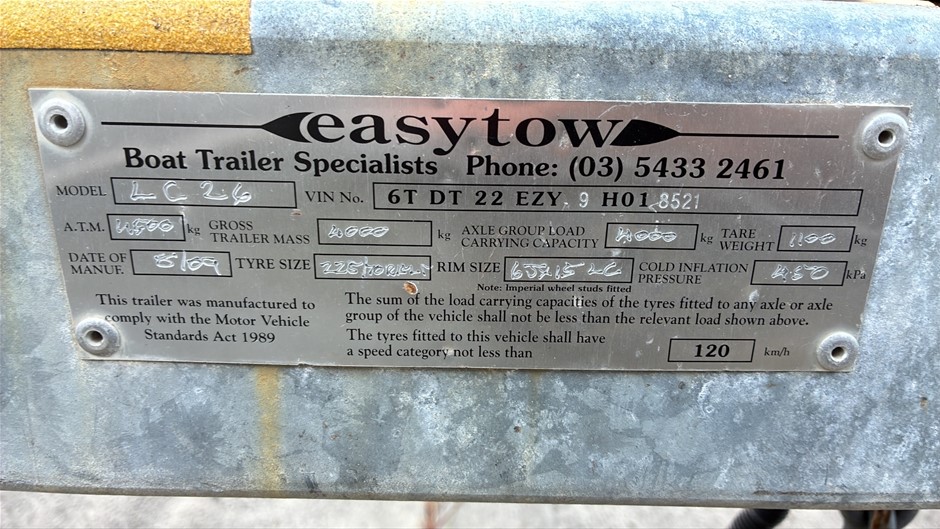 easytow
Boat Trailer Specialists Phone: (03) 5433 2461
MODEL LC 26 VIN No. 6T DT 22 EZY 9 H01 8521
A.T.M. 4500 kg GROSS TRAILER MASS 4000 kg AXLE GROUP LOAD CARRYING CAPACITY 4000 kg TARE WEIGHT 1100 kg
DATE OF MANUF. 5/09 TYRE SIZE RIM SIZE COLD INFLATION PRESSURE 450 kPa
Note: Imperial wheel studs fitted
This trailer was manufactured to
comply with the Motor Vehicle
Standards Act 1989
The sum of the load carrying capacities of the tyres fitted to any axle or axle
group of the vehicle shall not be less than the relevant load shown above.
The tyres fitted to this vehicle shall have
a speed category not less than 120 km/h